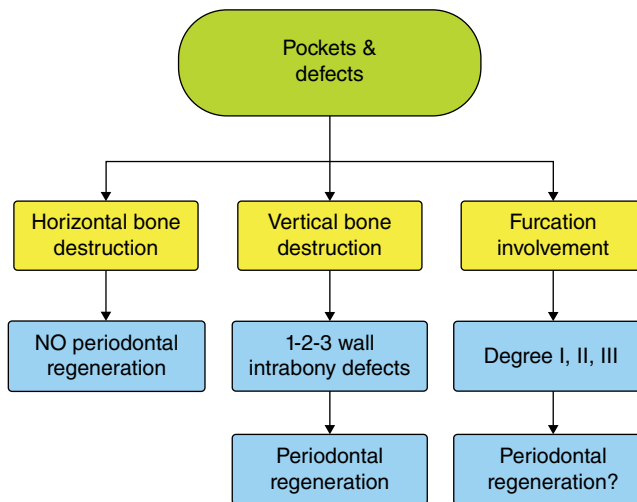 Pockets &
defects
Horizontal bone
destruction
Vertical bone
destruction
Furcation
involvement
NO periodontal
regeneration
1-2-3 wall
intrabony defects
Degree I, II, III
Periodontal
regeneration
Periodontal
regeneration?